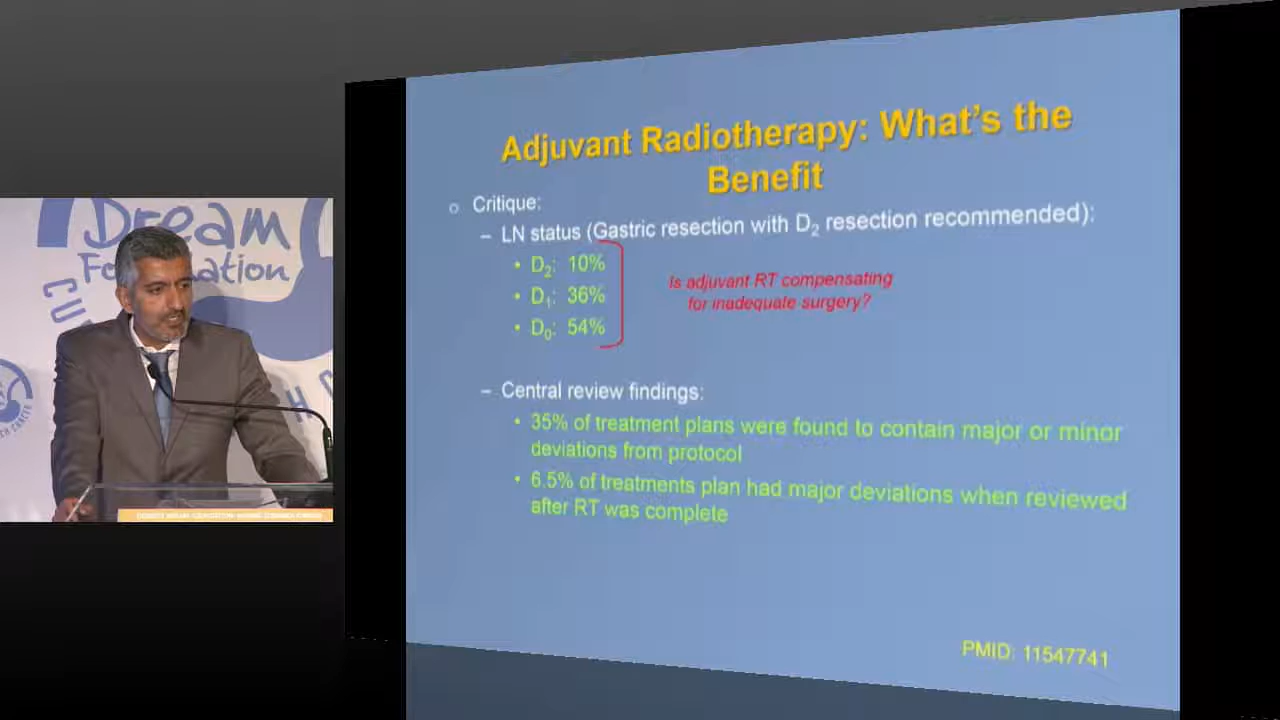 Adjuvant Radiotherapy: What's the
Benefit
o Critique:
– LN status (Gastric resection with D₂ resection recommended):
• D₂: 10%
• D₁: 36%
• D₀: 54%
Is adjuvant RT compensating
for inadequate surgery?
– Central review findings:
• 35% of treatment plans were found to contain major or minor
deviations from protocol
• 6.5% of treatments plan had major deviations when reviewed
after RT was complete
PMID: 11547741
Dream